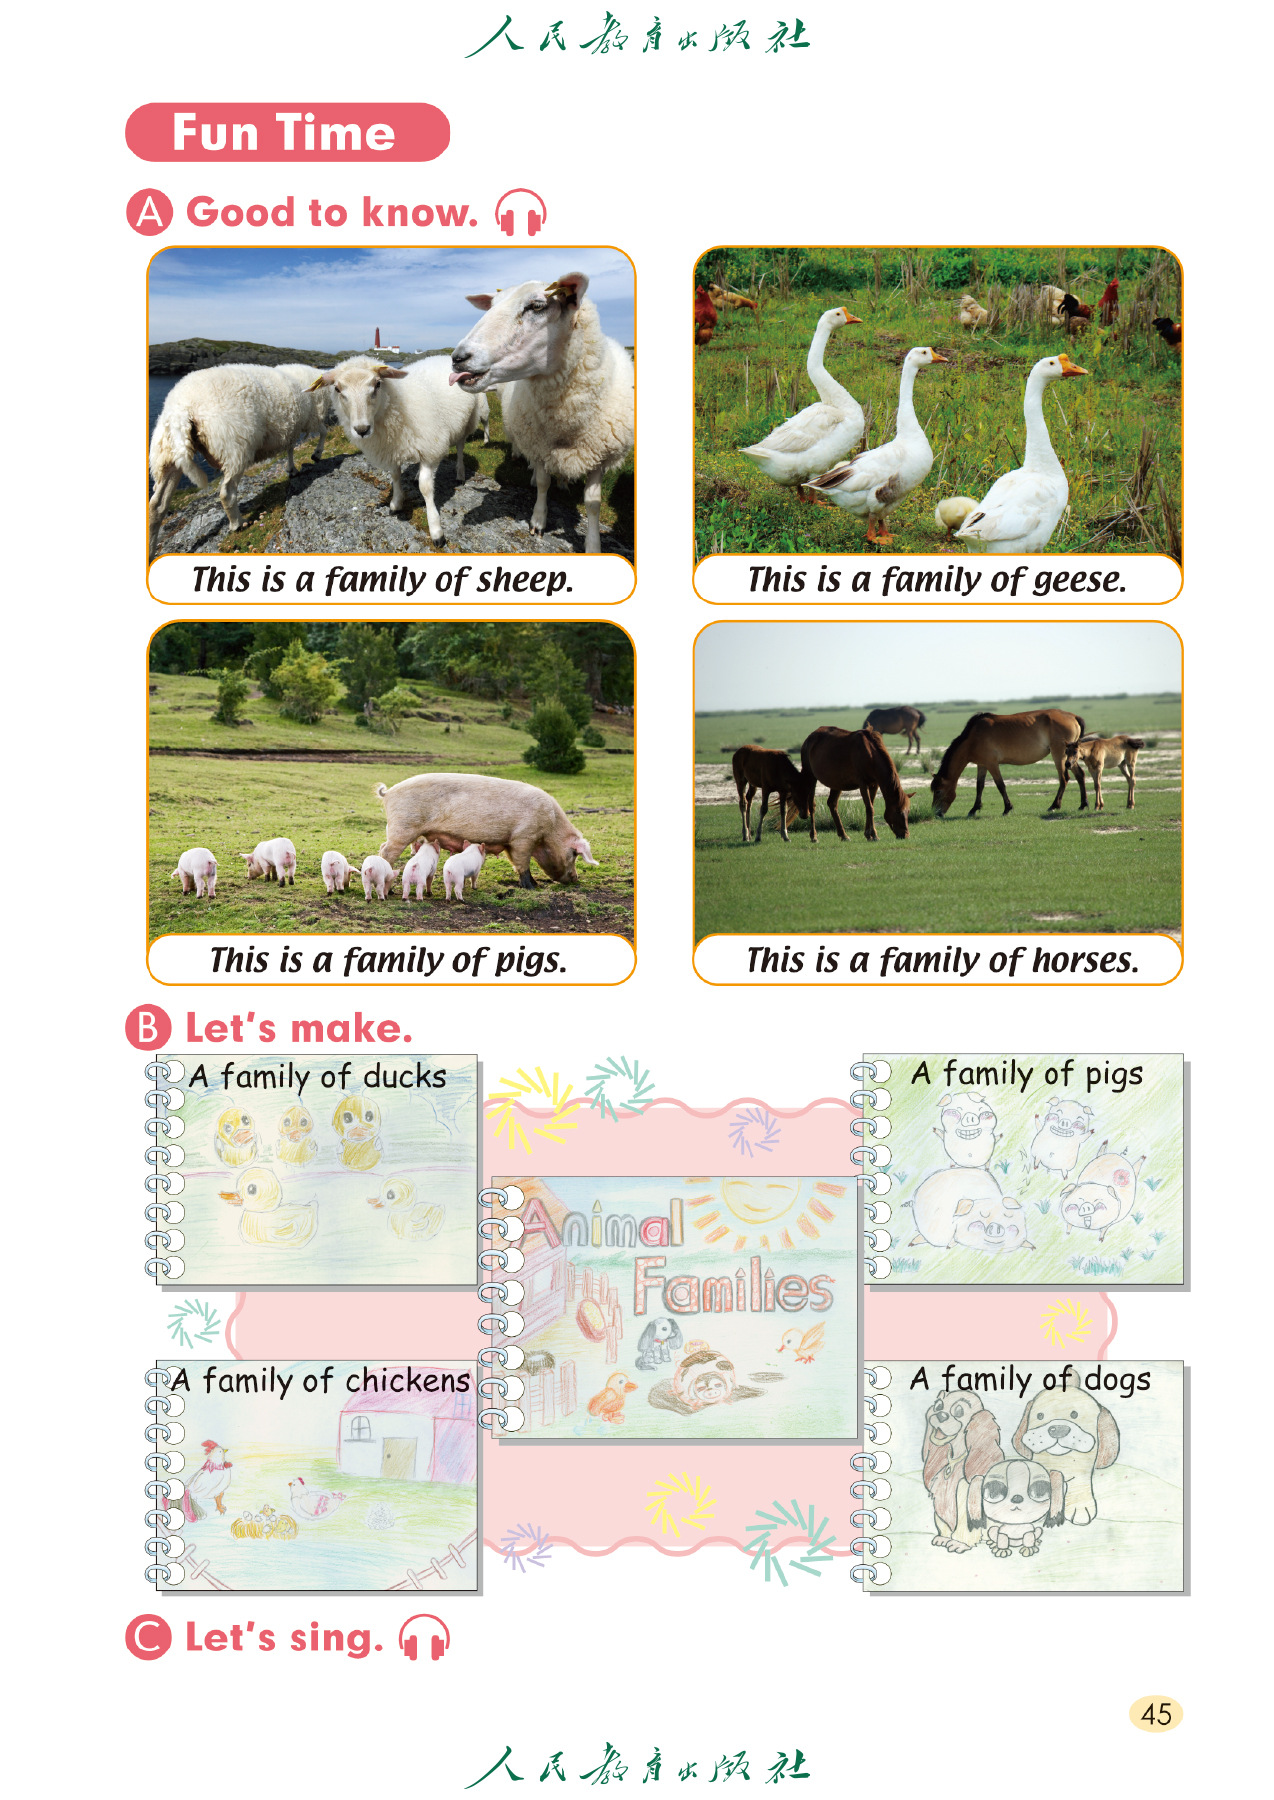 人民教育出版社
Fun Time
A Good to know.
This is a family of sheep.
This is a family of geese.
This is a family of pigs.
This is a family of horses.
B Let's make.
A family of ducks
A family of pigs
Animal
Families
A family of chickens
A family of dogs
C Let's sing.
45
人民教育出版社